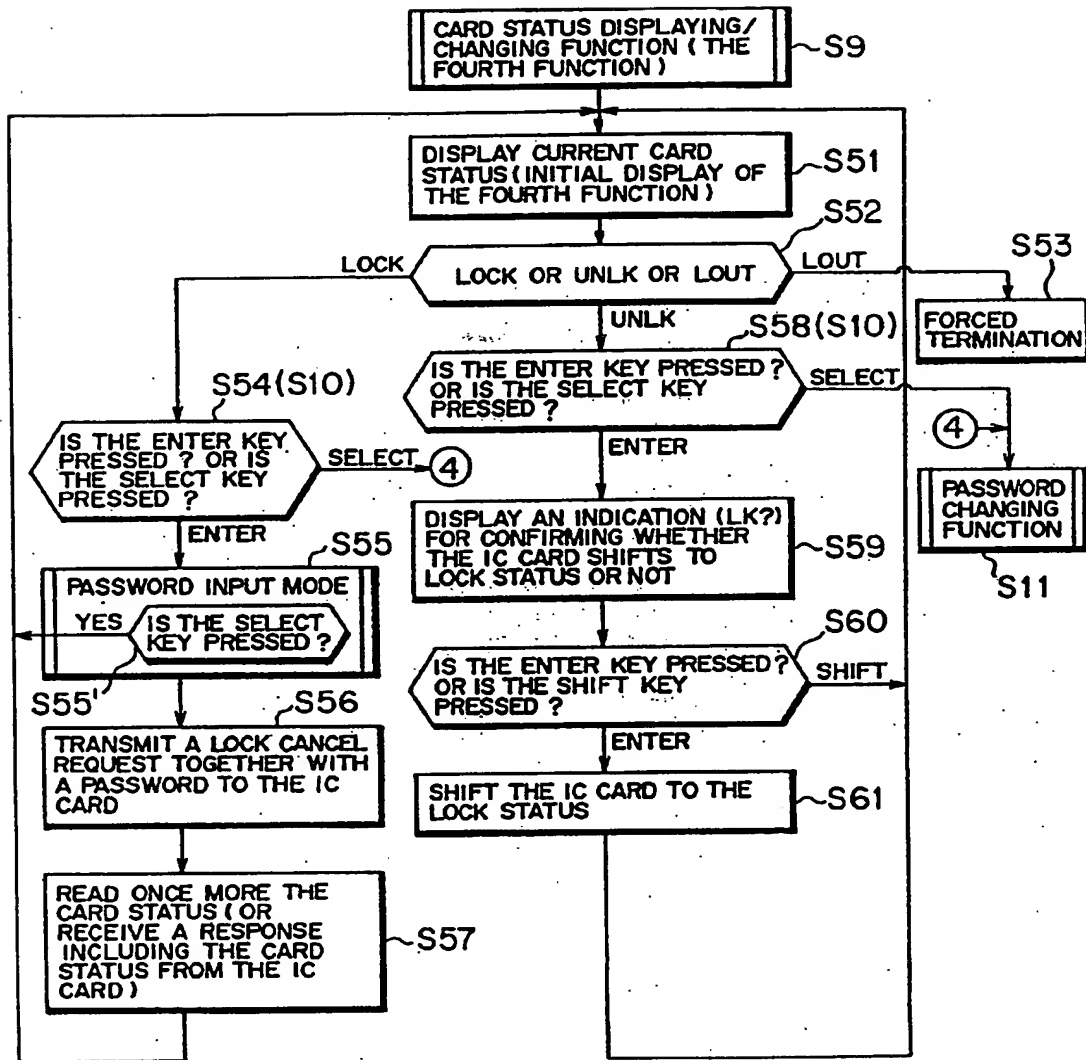 CARD STATUS DISPLAYING/
CHANGING FUNCTION (THE
FOURTH FUNCTION)
S9
DISPLAY CURRENT CARD
STATUS (INITIAL DISPLAY OF
THE FOURTH FUNCTION)
S51
S52
LOCK
LOCK OR UNLK OR LOUT
LOUT
S53
FORCED
TERMINATION
UNLK
S58(S10)
IS THE ENTER KEY PRESSED?
OR IS THE SELECT KEY
PRESSED?
SELECT
4
PASSWORD
CHANGING
FUNCTION
S11
S54(S10)
IS THE ENTER KEY
PRESSED? OR IS
THE SELECT KEY
PRESSED?
SELECT
4
ENTER
ENTER
S55
PASSWORD INPUT MODE
YES
IS THE SELECT
KEY PRESSED?
S55'
DISPLAY AN INDICATION (LK?)
FOR CONFIRMING WHETHER
THE IC CARD SHIFTS TO
LOCK STATUS OR NOT
S59
S60
IS THE ENTER KEY PRESSED?
OR IS THE SHIFT KEY
PRESSED?
SHIFT
S56
TRANSMIT A LOCK CANCEL
REQUEST TOGETHER WITH
A PASSWORD TO THE IC
CARD
ENTER
SHIFT THE IC CARD TO THE
LOCK STATUS
S61
READ ONCE MORE THE
CARD STATUS (OR
RECEIVE A RESPONSE
INCLUDING THE CARD
STATUS FROM THE IC
CARD)
S57